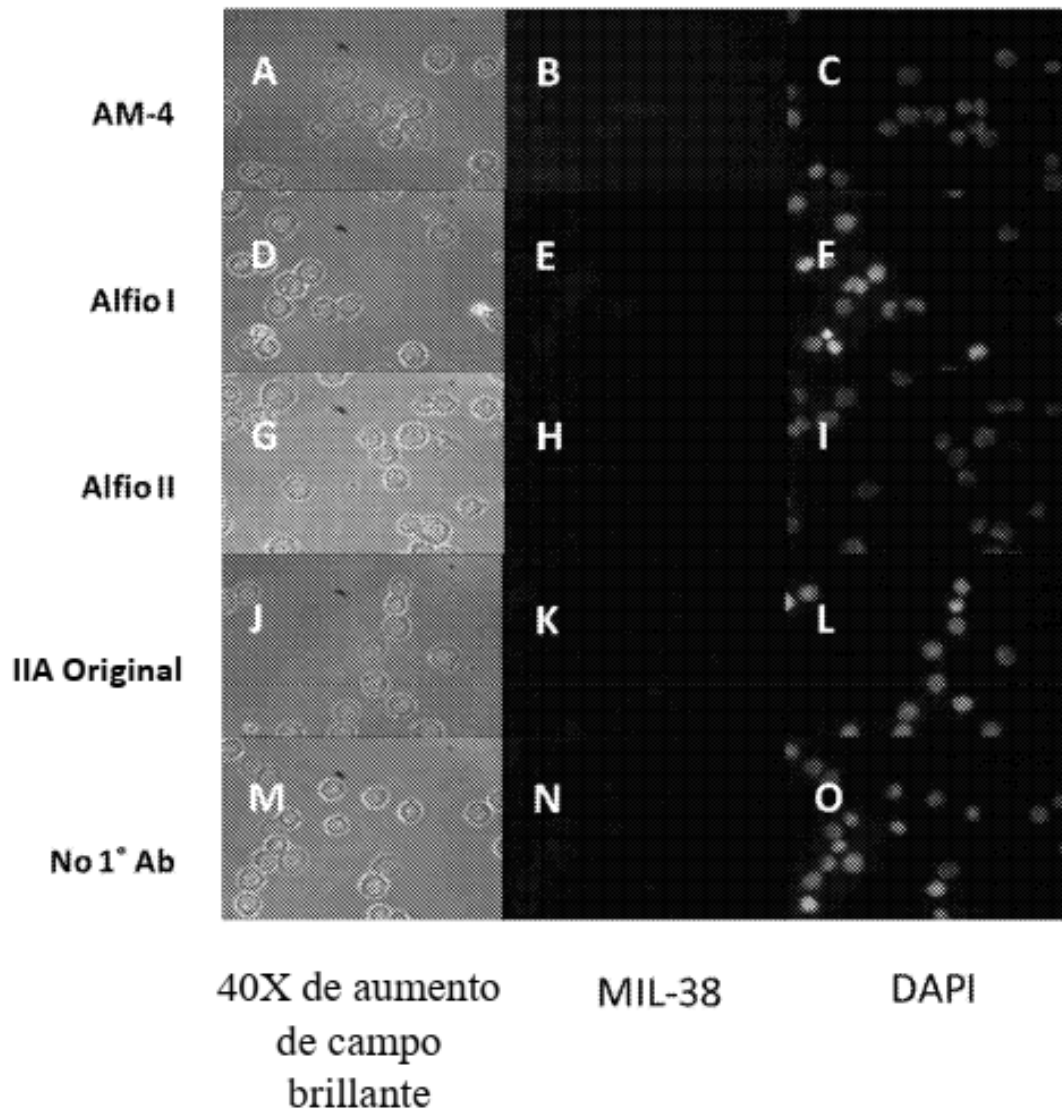 AM-4
A
B
C
Alfio I
D
E
F
Alfio II
G
H
I
IIA Original
J
K
L
No 1° Ab
M
N
O
40X de aumento
de campo
brillante
MIL-38
DAPI